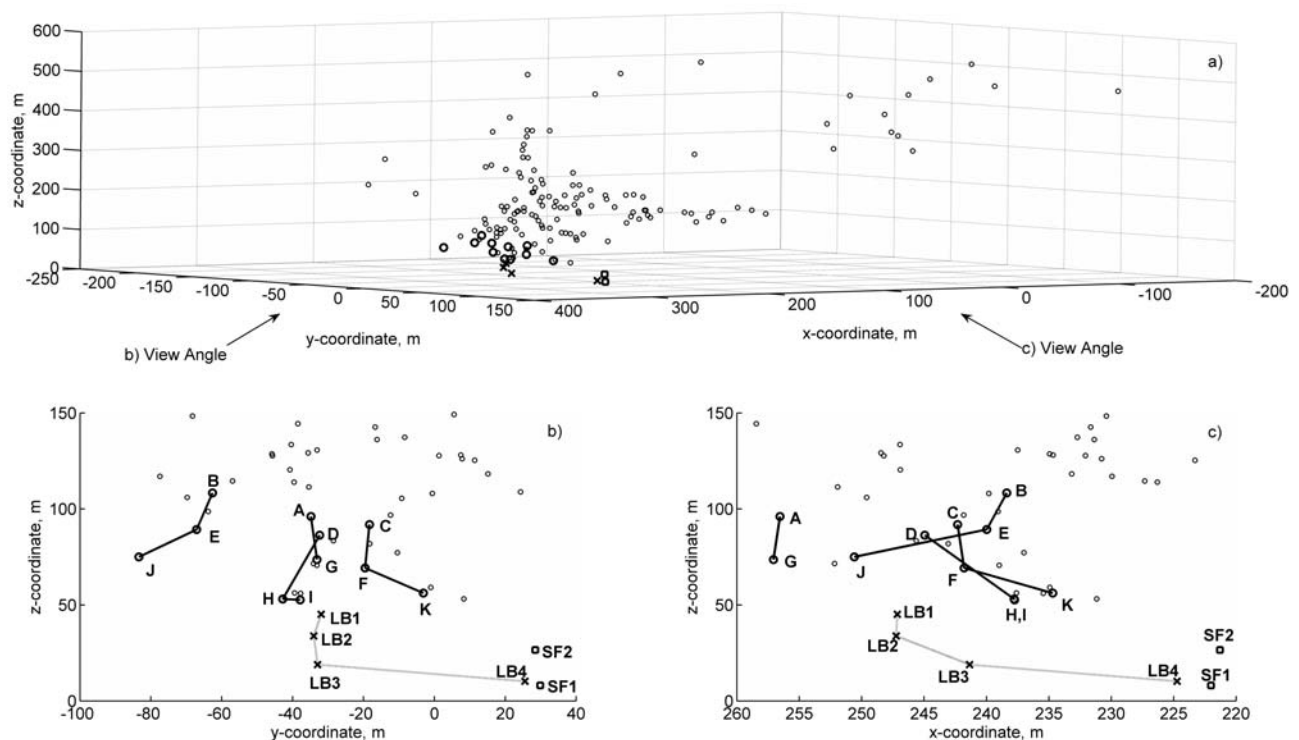 600
500
400
300
200
100
0
z-coordinate, m
a)
-250
-200
-150
-100
-50
0
50
100
150
400
300
200
100
0
-100
-200
y-coordinate, m
x-coordinate, m
b) View Angle
c) View Angle
150
100
50
0
z-coordinate, m
b)
B
A
D
C
E
J
F
H
I
K
LB1
LB2
LB3
LB4
SF2
SF1
-100
-80
-60
-40
-20
0
20
40
y-coordinate, m
150
100
50
0
z-coordinate, m
c)
B
A
C
D
E
G
J
F
K
H,I
LB1
LB2
LB3
LB4
SF2
SF1
260
255
250
245
240
235
230
225
220
x-coordinate, m
G